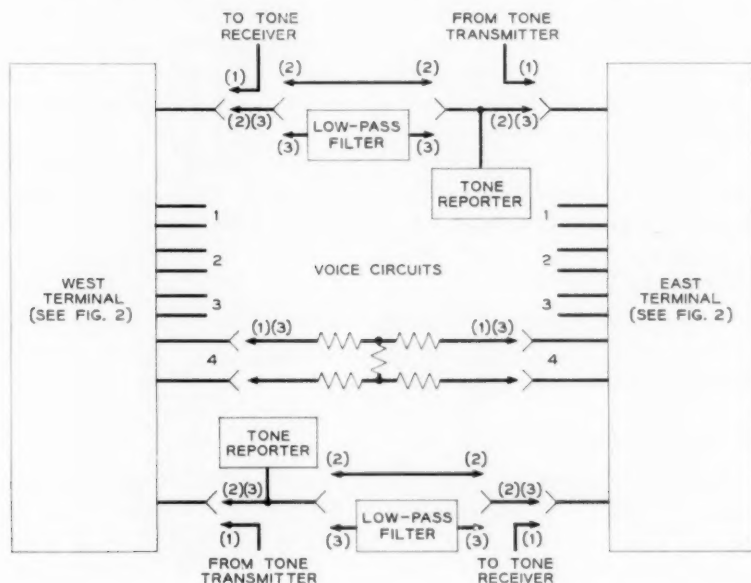 TO TONE
RECEIVER
FROM TONE
TRANSMITTER
(1)
(2)
(2)
(1)
(2)(3)
(3)
LOW-PASS
FILTER
(3)
(2)(3)
TONE
REPORTER
1
2
3
4
WEST
TERMINAL
(SEE FIG. 2)
VOICE CIRCUITS
1
2
3
4
EAST
TERMINAL
(SEE FIG. 2)
(1)(3)
(1)(3)
TONE
REPORTER
(2)
(2)
(2)(3)
(2)(3)
(1)
(3)
LOW-PASS
FILTER
(3)
(1)
FROM TONE
TRANSMITTER
TO TONE
RECEIVER